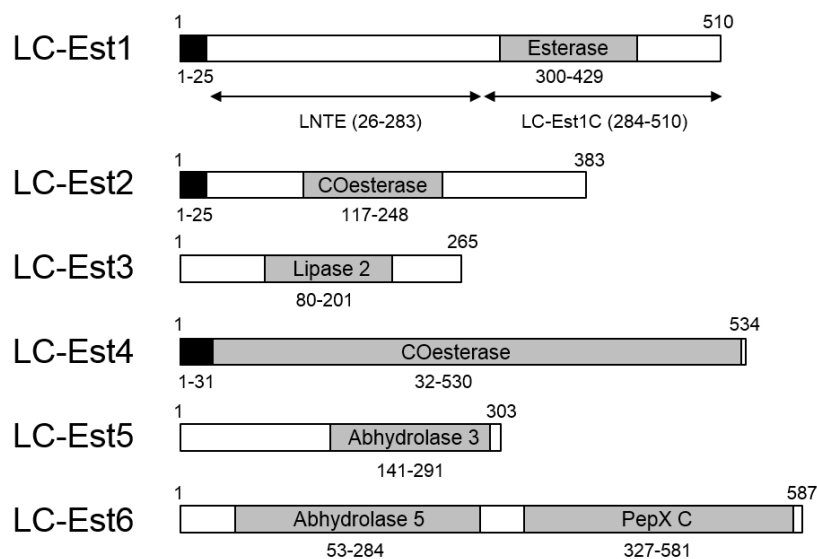 1 510
LC-Est1 Esterase
1-25 300-429
LNTE (26-283) LC-Est1C (284-510)
1 383
LC-Est2 COesterase
1-25 117-248
1 265
LC-Est3 Lipase 2
80-201
1 534
LC-Est4 COesterase
1-31 32-530
1 303
LC-Est5 Abhydrolase 3
141-291
1 587
LC-Est6 Abhydrolase 5 PepX C
53-284 327-581